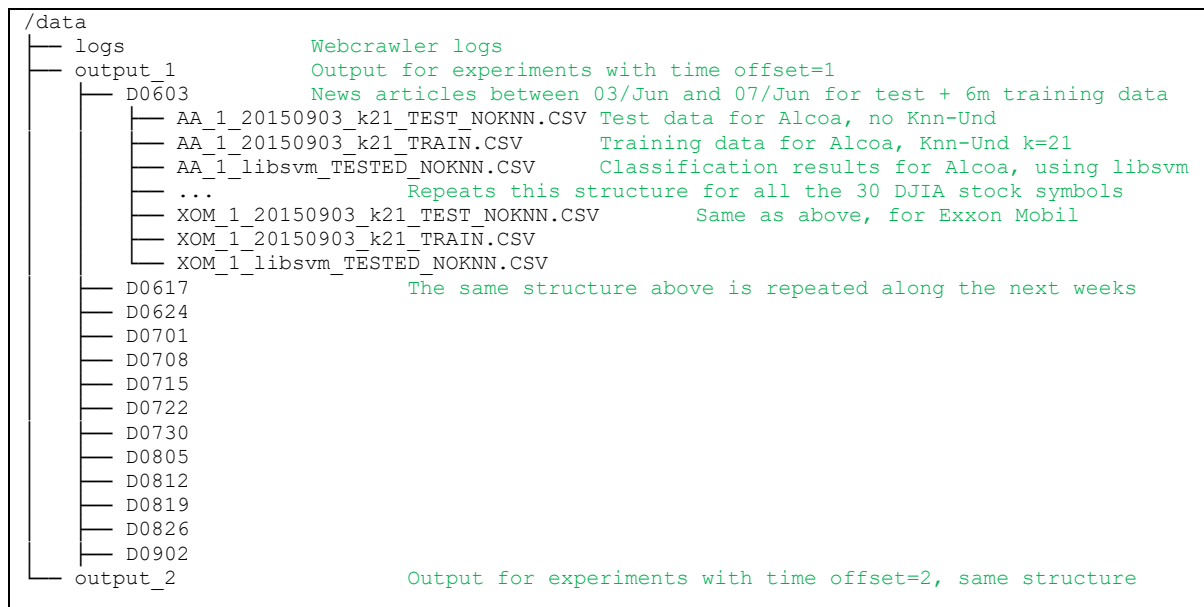 /data
├── logs Webcrawler logs
├── output_1 Output for experiments with time offset=1
│ ├── D0603 News articles between 03/Jun and 07/Jun for test + 6m training data
│ │ ├── AA_1_20150903_k21_TEST_NOKNN.CSV Test data for Alcoa, no Knn-Und
│ │ ├── AA_1_20150903_k21_TRAIN.CSV Training data for Alcoa, Knn-Und k=21
│ │ ├── AA_1_libsvm_TESTED_NOKNN.CSV Classification results for Alcoa, using libsvm
│ │ ├── ... Repeats this structure for all the 30 DJIA stock symbols
│ │ ├── XOM_1_20150903_k21_TEST_NOKNN.CSV Same as above, for Exxon Mobil
│ │ ├── XOM_1_20150903_k21_TRAIN.CSV
│ │ └── XOM_1_libsvm_TESTED_NOKNN.CSV
│ ├── D0617 The same structure above is repeated along the next weeks
│ ├── D0624
│ ├── D0701
│ ├── D0708
│ ├── D0715
│ ├── D0722
│ ├── D0730
│ ├── D0805
│ ├── D0812
│ ├── D0819
│ ├── D0826
│ ├── D0902
└── output_2 Output for experiments with time offset=2, same structure